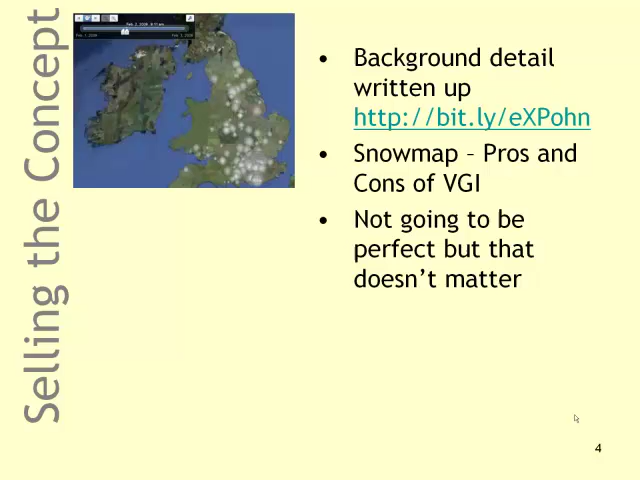 Selling the Concept
• Background detail
written up
http://bit.ly/eXPohn
• Snowmap – Pros and
Cons of VGI
• Not going to be
perfect but that
doesn't matter
4